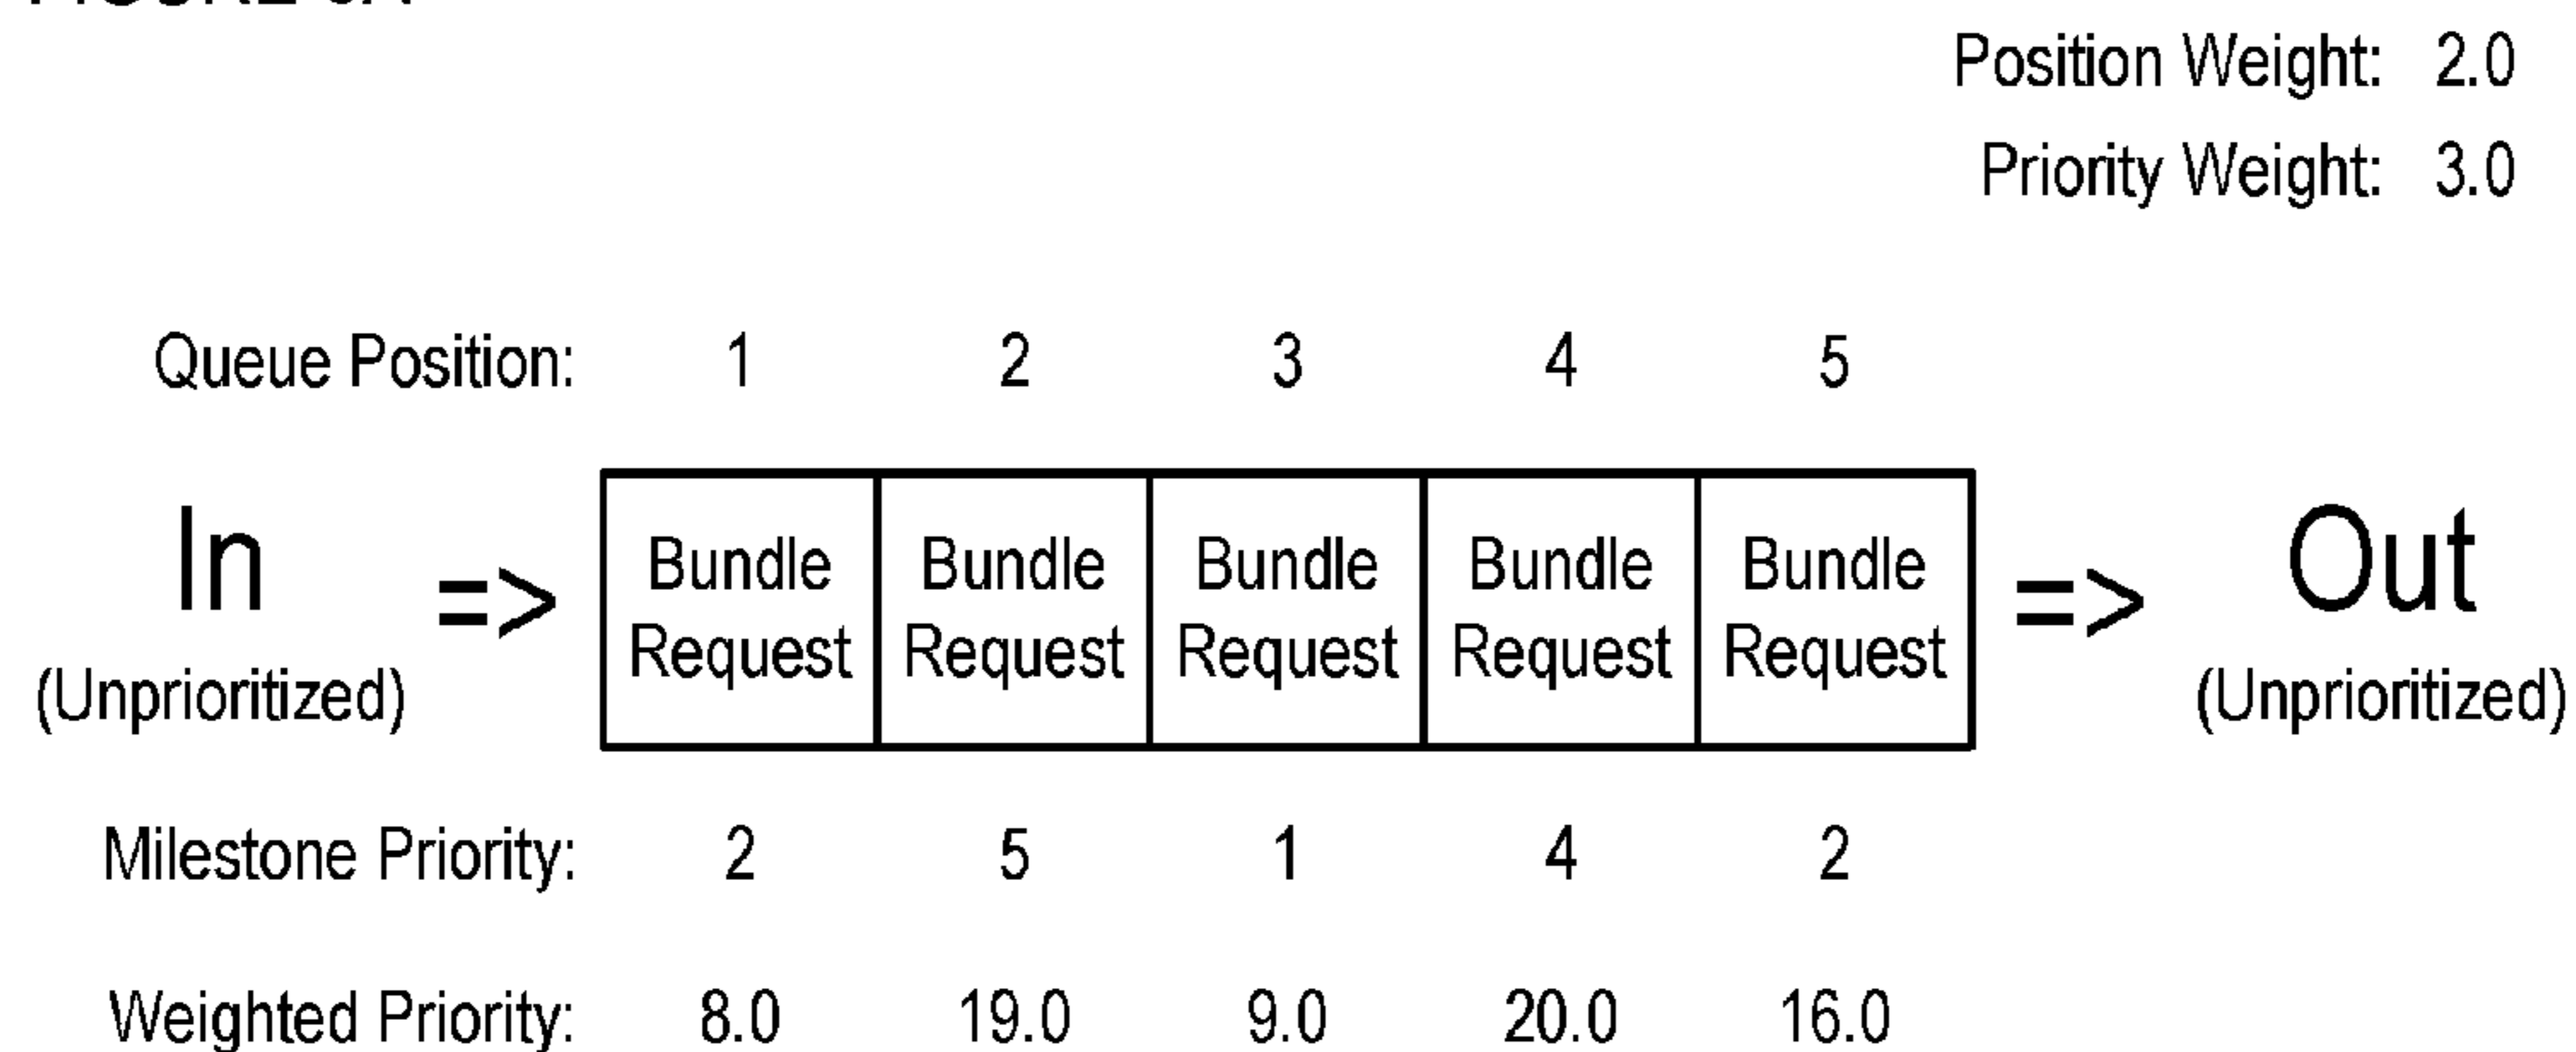 Position Weight: 2.0
Priority Weight: 3.0
Queue Position: 1 2 3 4 5
In
(Unprioritized)
=>
Bundle Request
Bundle Request
Bundle Request
Bundle Request
Bundle Request
=>
Out
(Unprioritized)
Milestone Priority: 2 5 1 4 2
Weighted Priority: 8.0 19.0 9.0 20.0 16.0